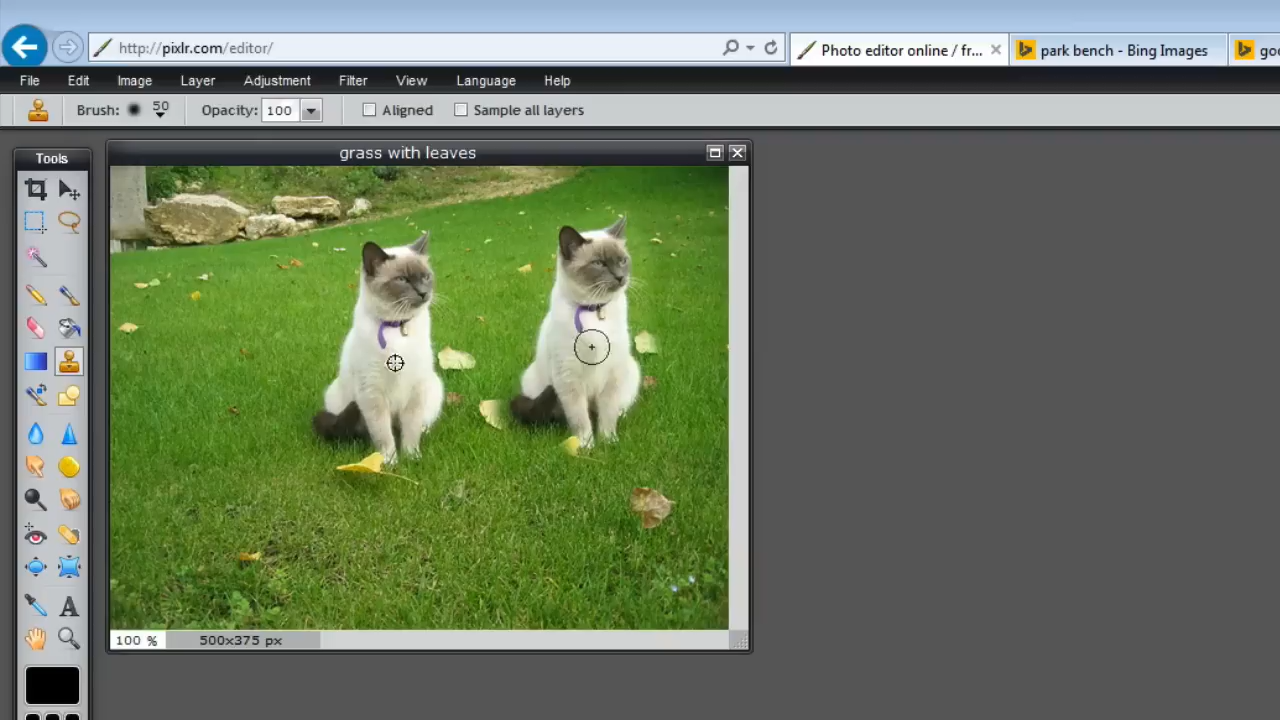 http://pixlr.com/editor/
Photo editor online / fr...
park bench - Bing Images
goo
File Edit Image Layer Adjustment Filter View Language Help
Brush: 50 Opacity: 100 Aligned Sample all layers
Tools
grass with leaves
A
100 % 500x375 px